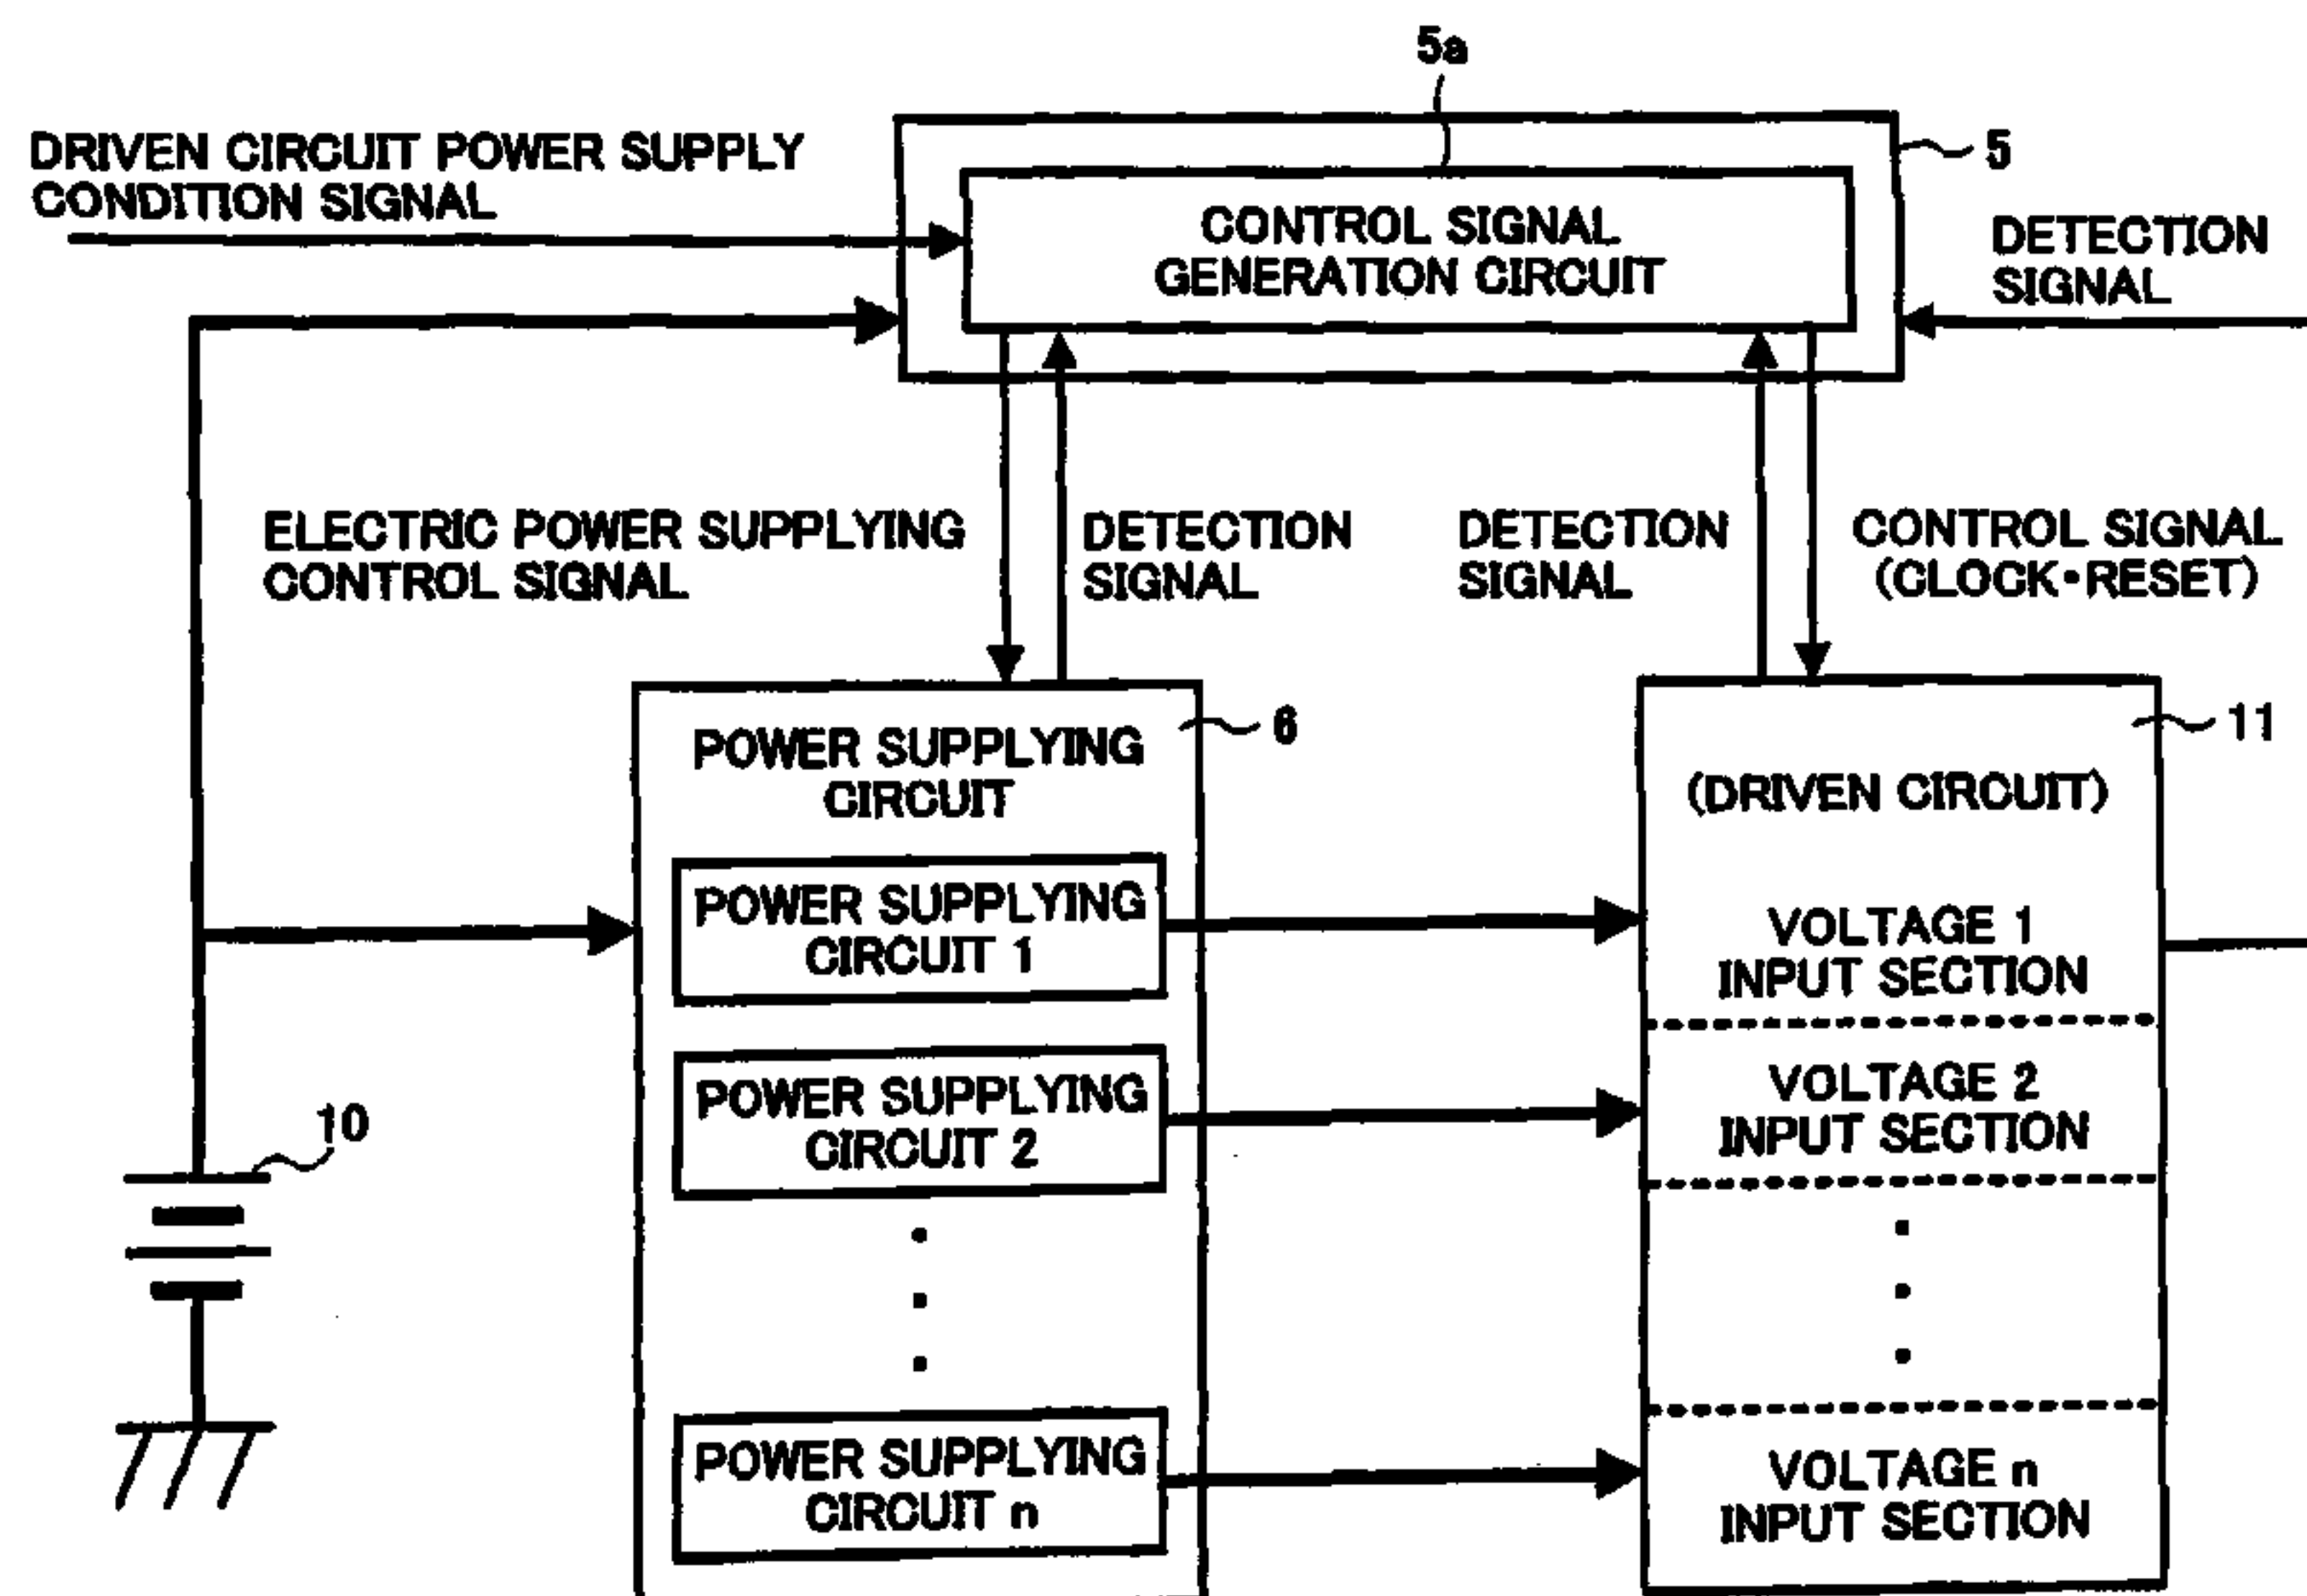 5a
DRIVEN CIRCUIT POWER SUPPLY
CONDITION SIGNAL
5
CONTROL SIGNAL
GENERATION CIRCUIT
DETECTION
SIGNAL
ELECTRIC POWER SUPPLYING
CONTROL SIGNAL
DETECTION
SIGNAL
DETECTION
SIGNAL
CONTROL SIGNAL
(CLOCK・RESET)
POWER SUPPLYING
CIRCUIT
6
11
(DRIVEN CIRCUIT)
POWER SUPPLYING
CIRCUIT 1
VOLTAGE 1
INPUT SECTION
POWER SUPPLYING
CIRCUIT 2
VOLTAGE 2
INPUT SECTION
10
POWER SUPPLYING
CIRCUIT n
VOLTAGE n
INPUT SECTION